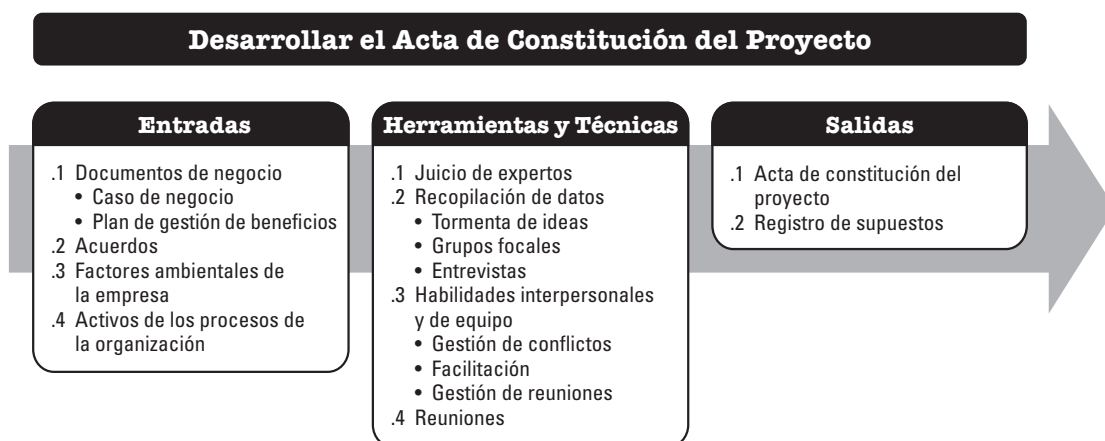 Desarrollar el Acta de Constitución del Proyecto
Entradas
.1 Documentos de negocio
• Caso de negocio
• Plan de gestión de beneficios
.2 Acuerdos
.3 Factores ambientales de
la empresa
.4 Activos de los procesos de
la organización
Herramientas y Técnicas
.1 Juicio de expertos
.2 Recopilación de datos
• Tormenta de ideas
• Grupos focales
• Entrevistas
.3 Habilidades interpersonales
y de equipo
• Gestión de conflictos
• Facilitación
• Gestión de reuniones
.4 Reuniones
Salidas
.1 Acta de constitución del
proyecto
.2 Registro de supuestos